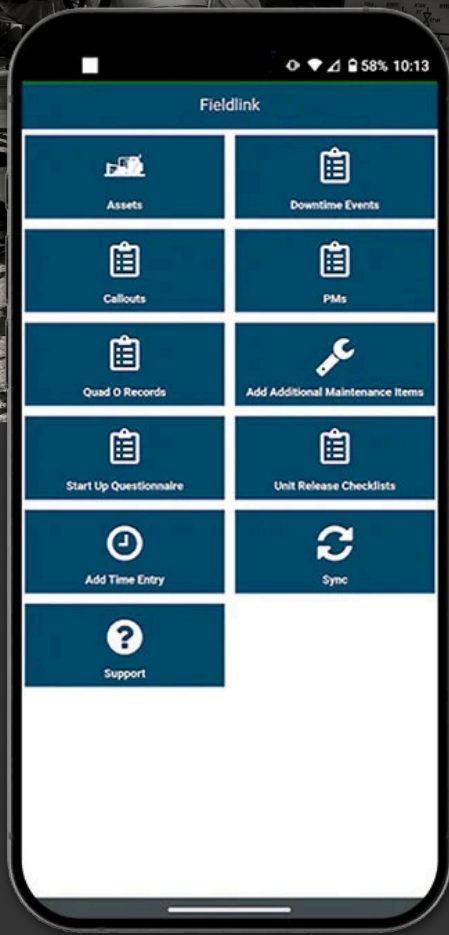 58% 10:13
Fieldlink
Assets
Downtime Events
Callouts
PMs
Quad O Records
Add Additional Maintenance Items
Start Up Questionnaire
Unit Release Checklists
Add Time Entry
Sync
Support